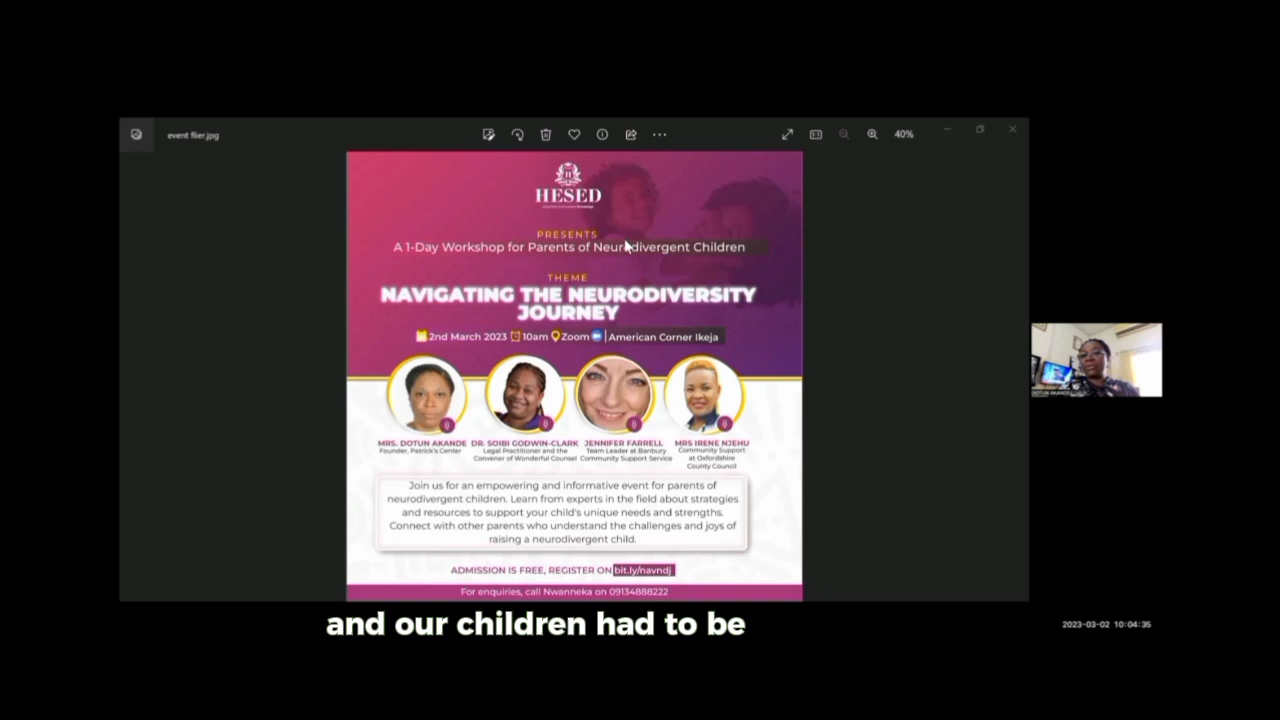 event flier.jpg
40%
HESED
PRESENTS
A 1-Day Workshop for Parents of Neurodivergent Children
THEME
NAVIGATING THE NEURODIVERSITY
JOURNEY
2nd March 2023 10am Zoom | American Corner Ikeja
MRS. DOTUN AKANDE
Founder, Patrick's Center
DR. SOIBI GODWIN-CLARK
Legal Practitioner and the
Convener of Wonderful Counsel
JENNIFER FARRELL
Team Leader at Banbury
Community Support Service
MRS IRENE NJEHU
Community Support
at Oxfordshire
County Council
Join us for an empowering and informative event for parents of
neurodivergent children. Learn from experts in the field about strategies
and resources to support your child's unique needs and strengths.
Connect with other parents who understand the challenges and joys of
raising a neurodivergent child.
ADMISSION IS FREE, REGISTER ON bit.ly/navndj
For enquiries, call Nwanneka on 09134888222
DOTUN AKANDE
and our children had to be
2023-03-02 10:04:35